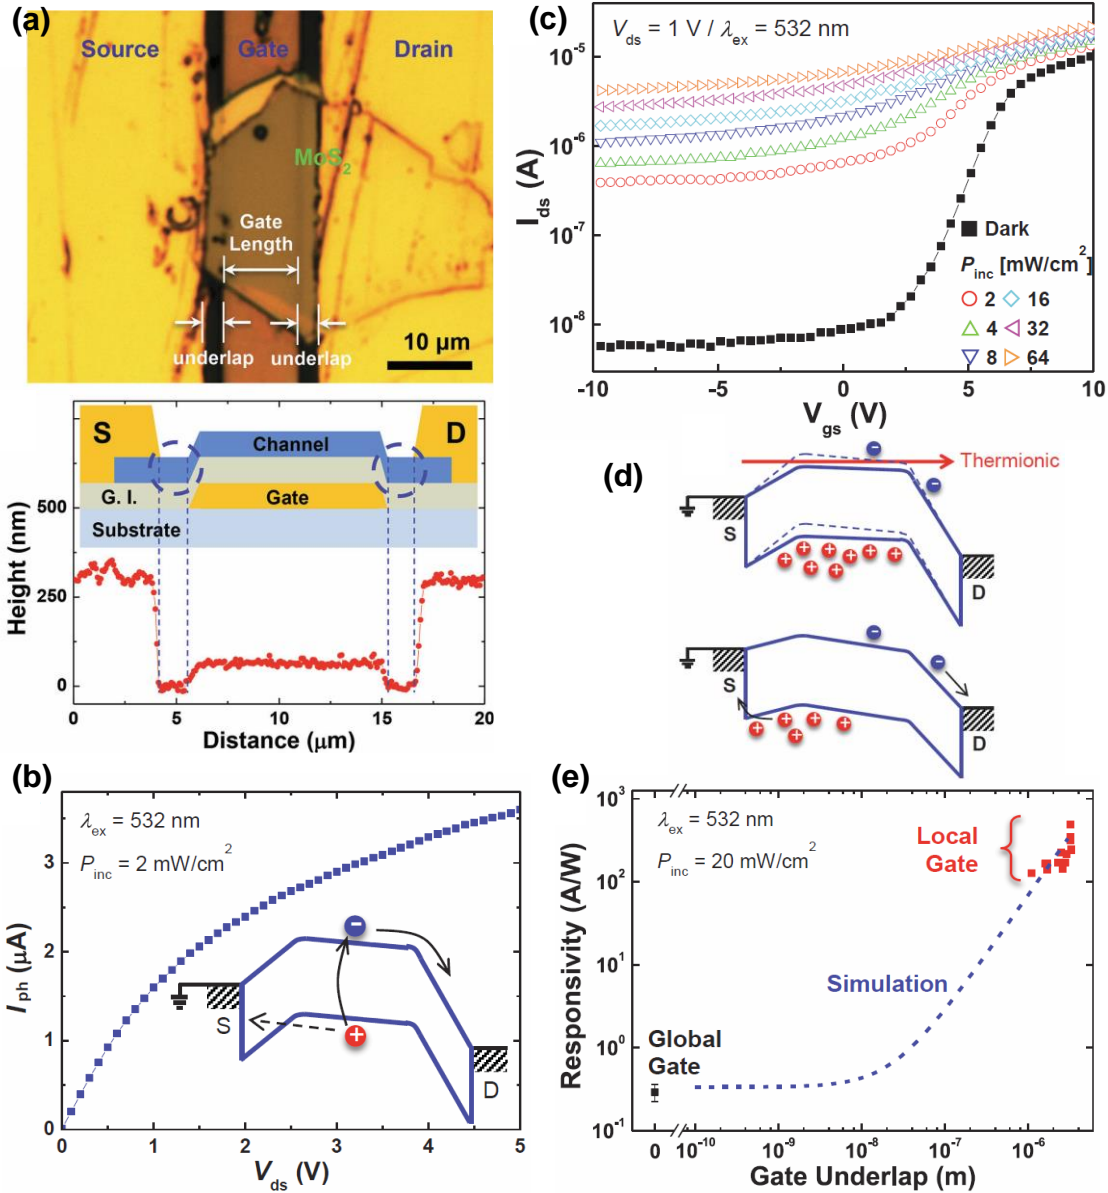 (a)
Source
Gate
Drain
MoS2
Gate
Length
underlap
underlap
10 μm
S
D
Channel
G. I.
Gate
Substrate
Height (nm)
500
250
0
0
5
10
15
20
Distance (μm)
(b)
λex = 532 nm
Pinc = 2 mW/cm2
Iph (μA)
3
2
1
0
S
D
0
1
2
3
4
5
Vds (V)
(c)
Vds = 1 V / λex = 532 nm
Ids (A)
10-5
10-6
10-7
10-8
Dark
Pinc [mW/cm2]
2
16
4
32
8
64
-10
-5
0
5
10
Vgs (V)
(d)
Thermionic
S
D
S
D
(e)
λex = 532 nm
Pinc = 20 mW/cm2
Local
Gate
Simulation
Global
Gate
Responsivity (A/W)
103
102
101
100
10-1
0
10-10
10-9
10-8
10-7
10-6
Gate Underlap (m)